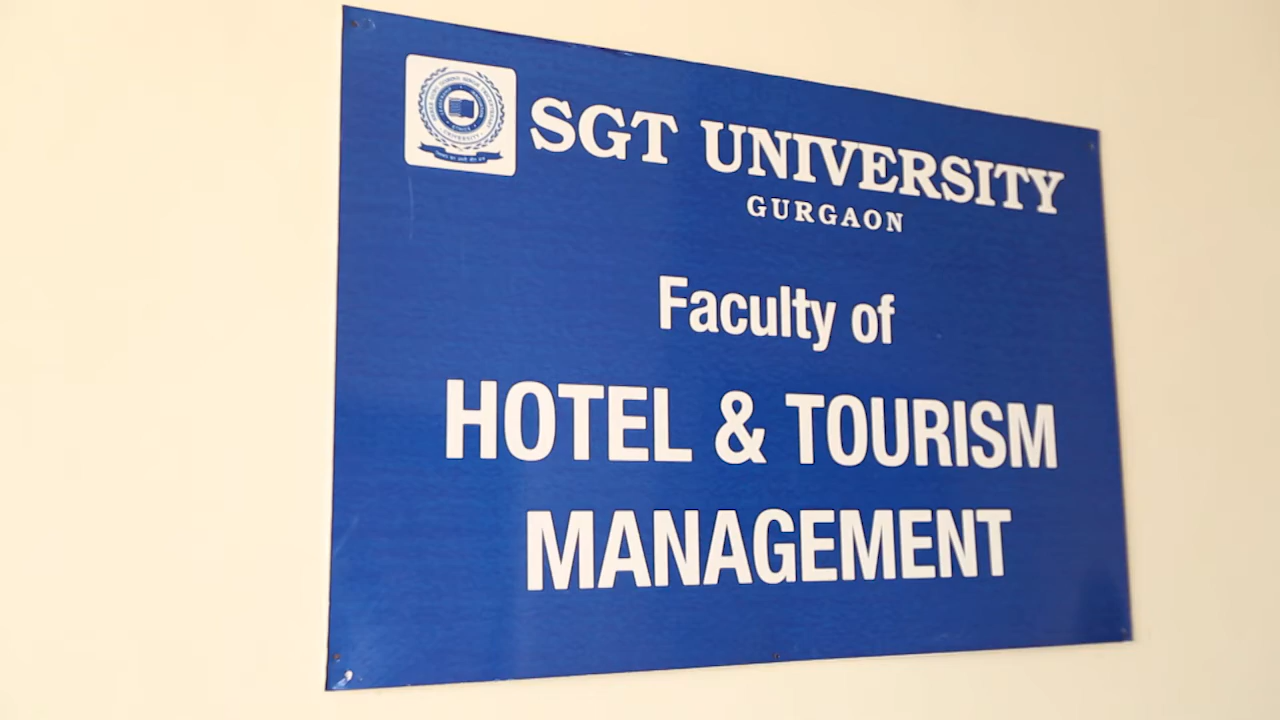 SGT UNIVERSITY
GURGAON
Faculty of
HOTEL & TOURISM
MANAGEMENT